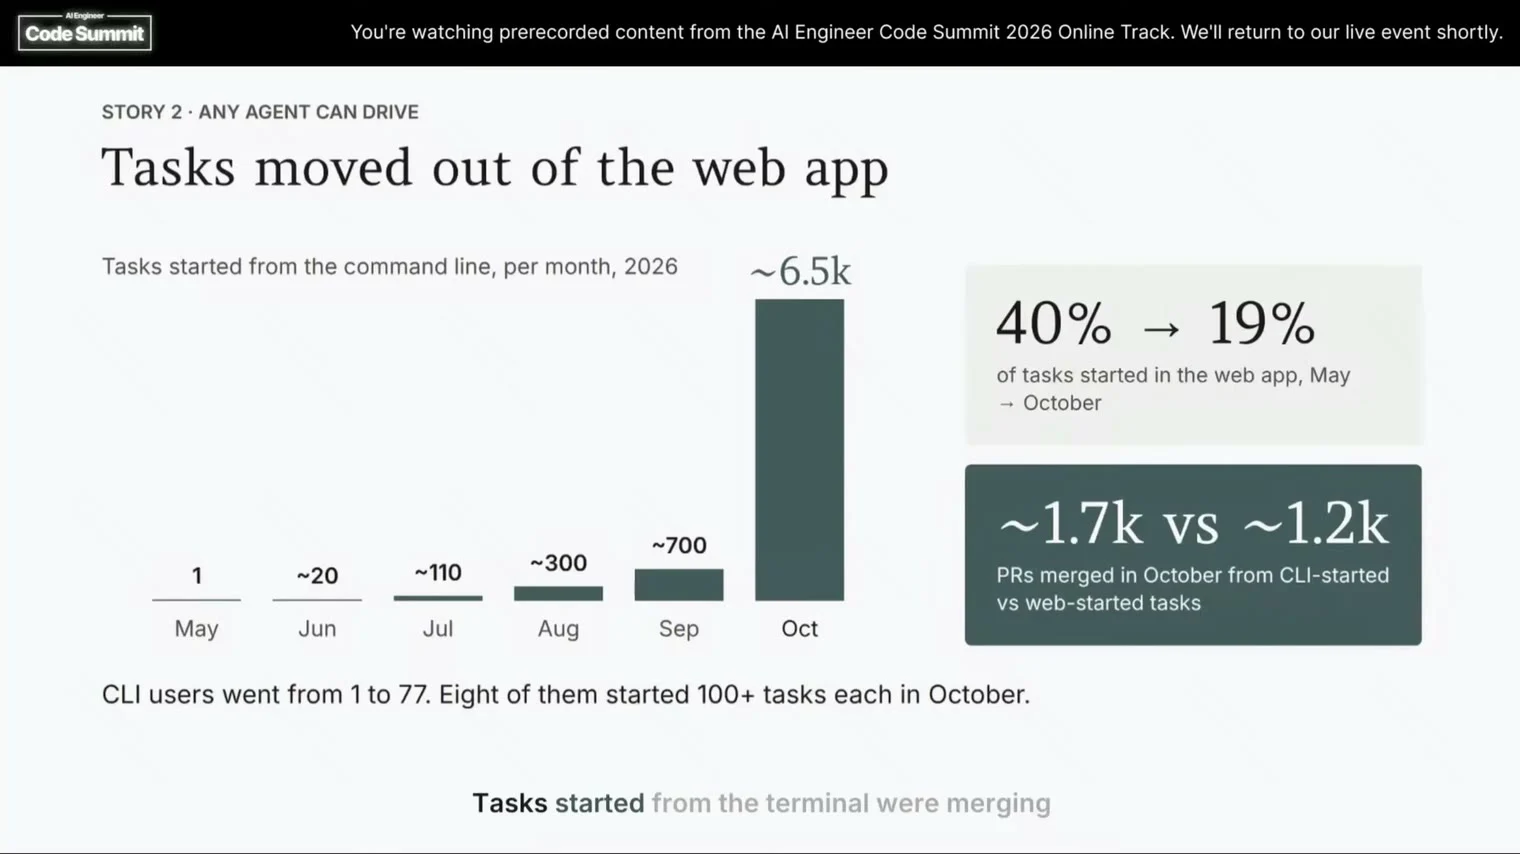 AI Engineer
Code Summit
You're watching prerecorded content from the AI Engineer Code Summit 2026 Online Track. We'll return to our live event shortly.
STORY 2 · ANY AGENT CAN DRIVE
Tasks moved out of the web app
Tasks started from the command line, per month, 2026
~6.5k
~700
~300
~110
~20
1
May
Jun
Jul
Aug
Sep
Oct
40% → 19%
of tasks started in the web app, May
→ October
~1.7k vs ~1.2k
PRs merged in October from CLI-started
vs web-started tasks
CLI users went from 1 to 77. Eight of them started 100+ tasks each in October.
Tasks started from the terminal were merging